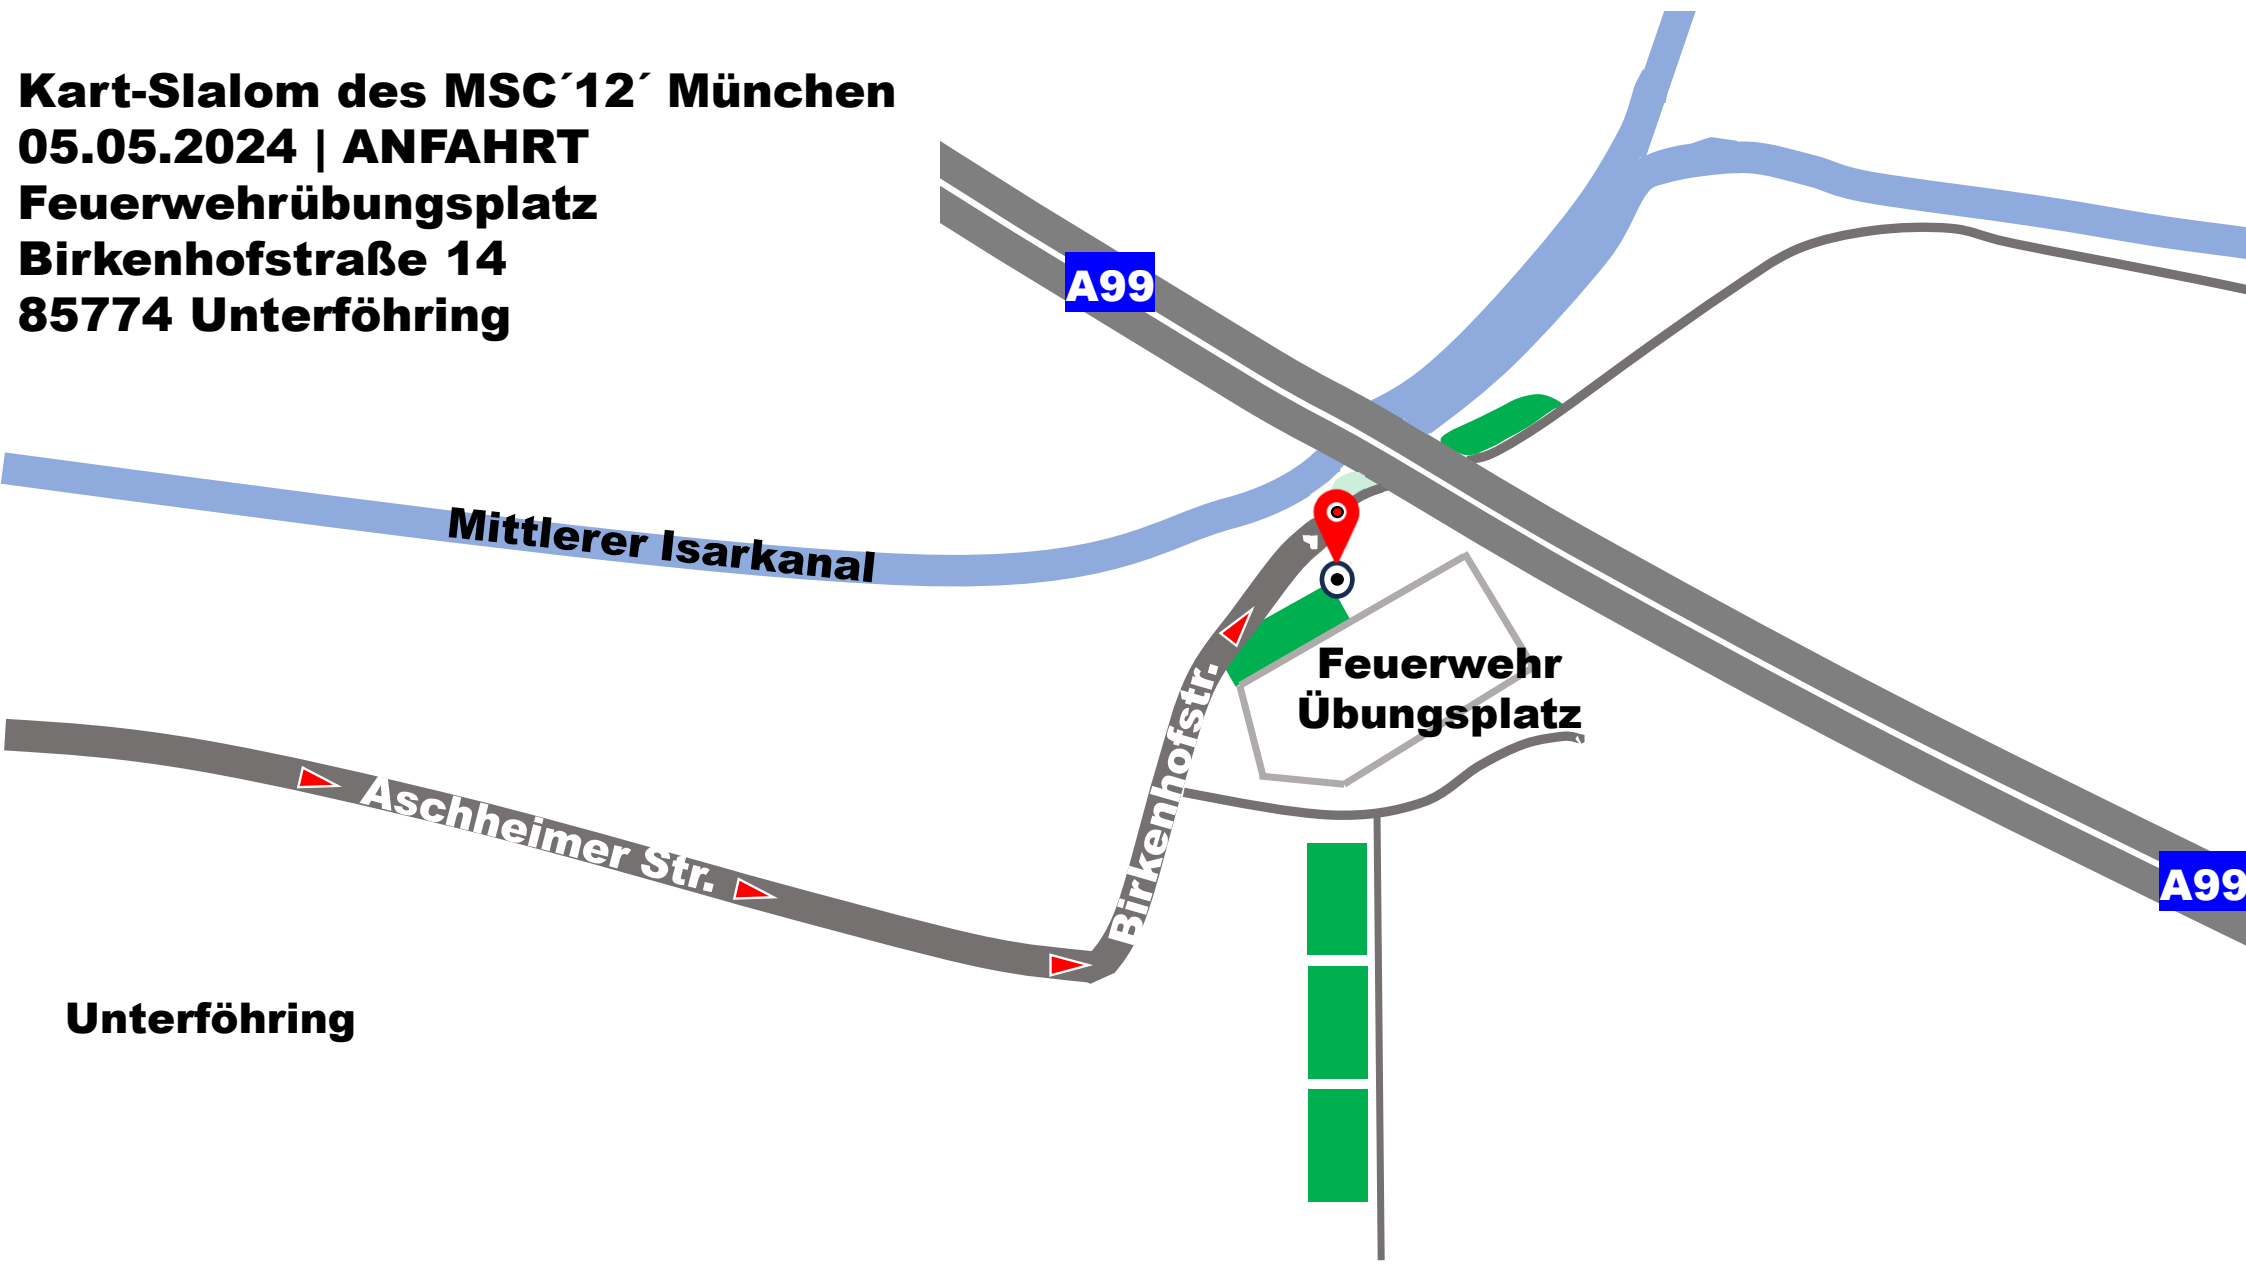 Kart-Slalom des MSC´12´ München
05.05.2024 | ANFAHRT
Feuerwehrübungsplatz
Birkenhofstraße 14
85774 Unterföhring
A99
Mittlerer Isarkanal
Feuerwehr
Übungsplatz
Birkenhofstr.
Aschheimer Str.
A99
Unterföhring